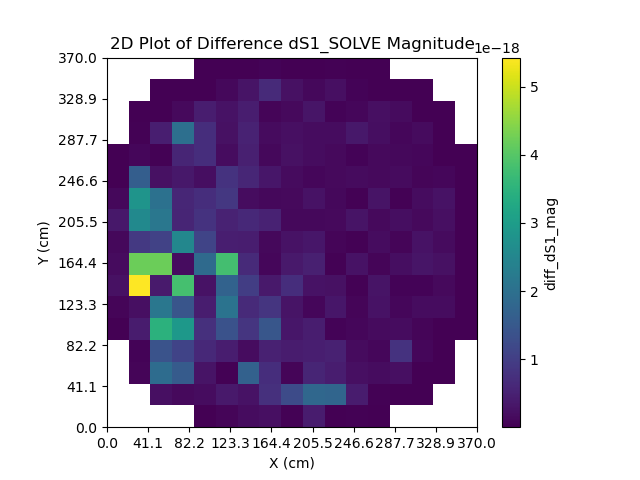 2D Plot of Difference dS1_SOLVE Magnitude
1e−18
370.0
328.9
287.7
246.6
205.5
164.4
123.3
82.2
41.1
0.0
Y (cm)
0.0 41.1 82.2 123.3 164.4 205.5 246.6 287.7 328.9 370.0
X (cm)
5
4
3
2
1
diff_dS1_mag